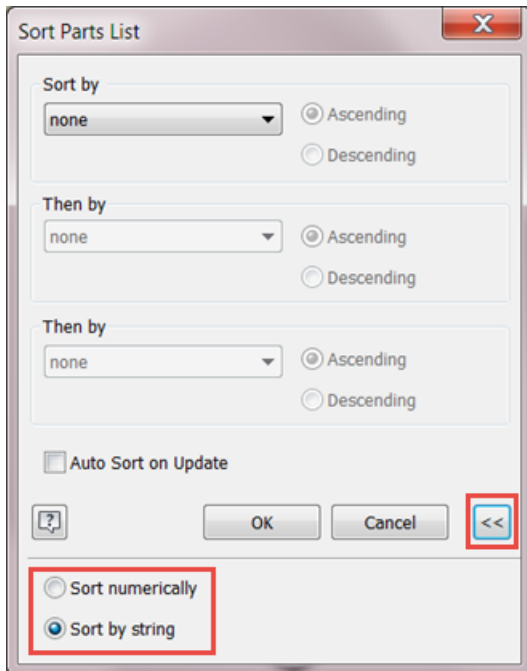 Sort Parts List
Sort by
none
Ascending
Descending
Then by
none
Ascending
Descending
Then by
none
Ascending
Descending
Auto Sort on Update
?
OK
Cancel
<<
Sort numerically
Sort by string